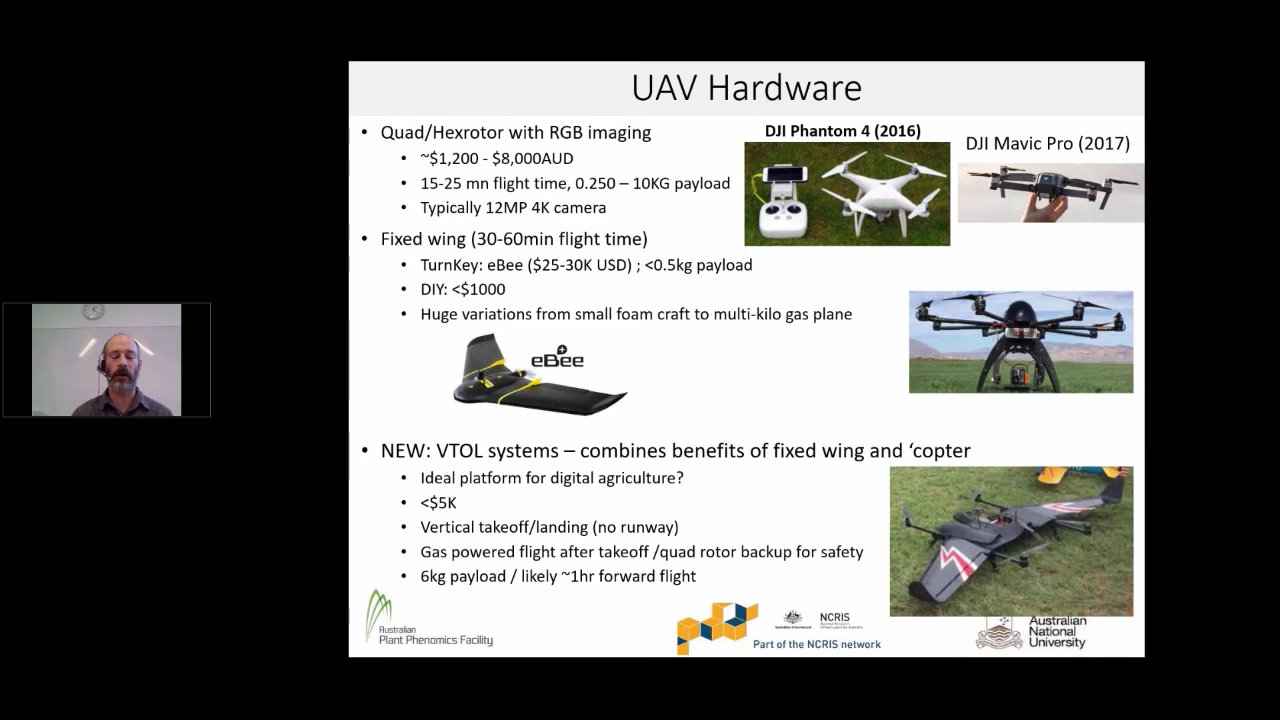 UAV Hardware
• Quad/Hexrotor with RGB imaging
• ~$1,200 - $8,000AUD
• 15-25 mn flight time, 0.250 – 10KG payload
• Typically 12MP 4K camera
DJI Phantom 4 (2016)
DJI Mavic Pro (2017)
• Fixed wing (30-60min flight time)
• TurnKey: eBee ($25-30K USD) ; <0.5kg payload
• DIY: <$1000
• Huge variations from small foam craft to multi-kilo gas plane
eBee
• NEW: VTOL systems – combines benefits of fixed wing and ‘copter
• Ideal platform for digital agriculture?
• <$5K
• Vertical takeoff/landing (no runway)
• Gas powered flight after takeoff /quad rotor backup for safety
• 6kg payload / likely ~1hr forward flight
Australian
Plant Phenomics Facility
NCRIS
Part of the NCRIS network
Australian
National
University